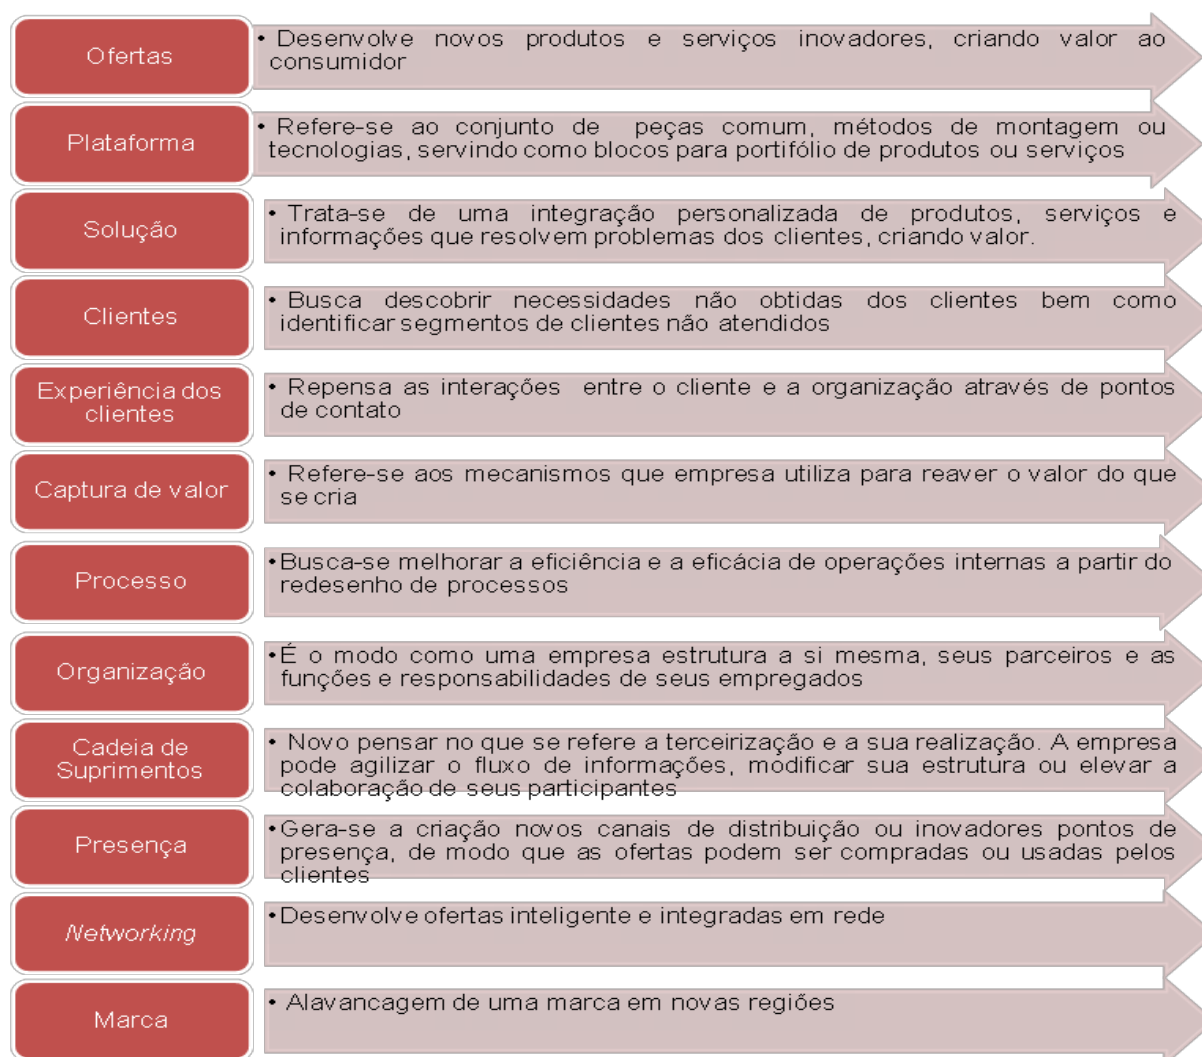 Ofertas
• Desenvolve novos produtos e serviços inovadores, criando valor ao
consumidor
Plataforma
• Refere-se ao conjunto de peças comum, métodos de montagem ou
tecnologias, servindo como blocos para portifólio de produtos ou serviços
Solução
• Trata-se de uma integração personalizada de produtos, serviços e
informações que resolvem problemas dos clientes, criando valor.
Clientes
• Busca descobrir necessidades não obtidas dos clientes bem como
identificar segmentos de clientes não atendidos
Experiência dos
clientes
• Repensa as interações entre o cliente e a organização através de pontos
de contato
Captura de valor
• Refere-se aos mecanismos que empresa utiliza para reaver o valor do que
se cria
Processo
•Busca-se melhorar a eficiência e a eficácia de operações internas a partir do
redesenho de processos
Organização
•É o modo como uma empresa estrutura a si mesma, seus parceiros e as
funções e responsabilidades de seus empregados
Cadeia de
Suprimentos
• Novo pensar no que se refere a terceirização e a sua realização. A empresa
pode agilizar o fluxo de informações, modificar sua estrutura ou elevar a
colaboração de seus participantes
Presença
•Gera-se a criação novos canais de distribuição ou inovadores pontos de
presença, de modo que as ofertas podem ser compradas ou usadas pelos
clientes
Networking
•Desenvolve ofertas inteligente e integradas em rede
Marca
• Alavancagem de uma marca em novas regiões